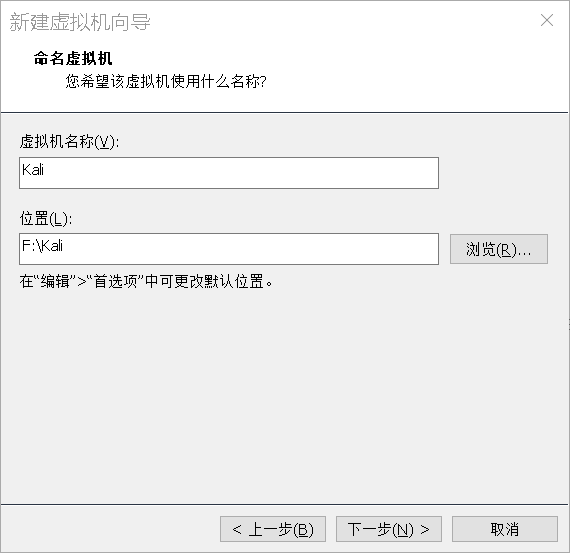 新建虚拟机向导
命名虚拟机
您希望该虚拟机使用什么名称?
虚拟机名称(V):
Kali
位置(L):
F:\Kali
浏览(R)...
在“编辑”>“首选项”中可更改默认位置。
< 上一步(B)
下一步(N) >
取消